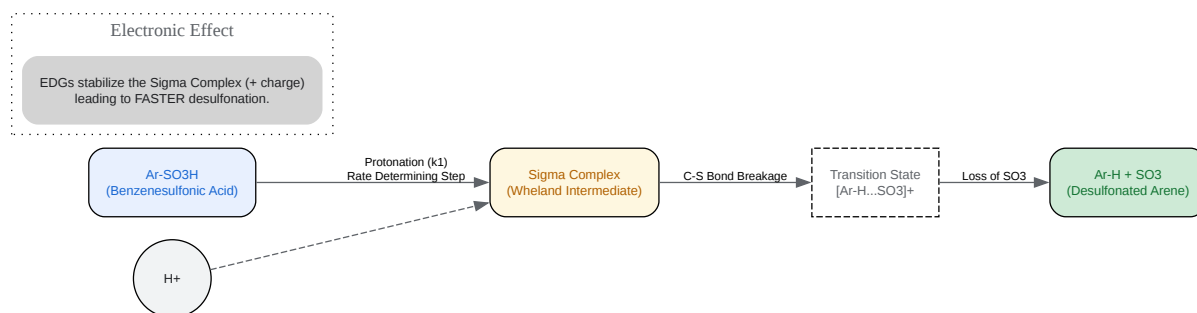 Electronic Effect
EDGs stabilize the Sigma Complex (+ charge)
leading to FASTER desulfonation.
Ar-SO3H
(Benzenesulfonic Acid)
Protonation (k1)
Rate Determining Step
Sigma Complex
(Wheland Intermediate)
C-S Bond Breakage
Transition State
[Ar-H...SO3]+
Loss of SO3
Ar-H + SO3
(Desulfonated Arene)
H+